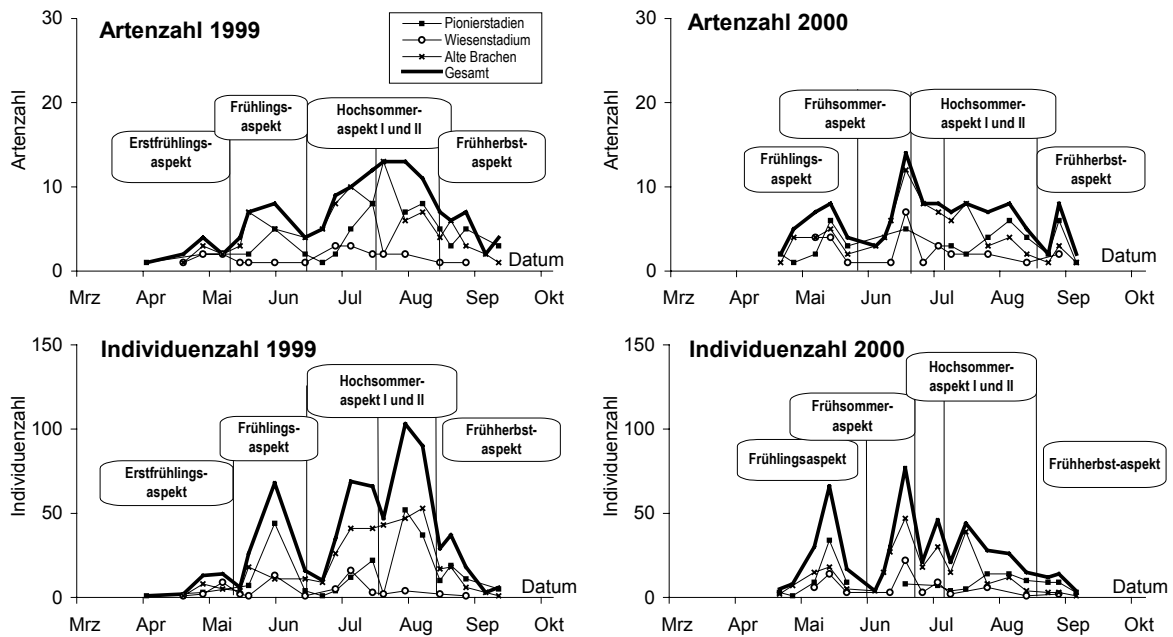 Artenzahl 1999
Artenzahl
30
20
10
0
Pionierstadien
Wiesenstadium
Alte Brachen
Gesamt
Erstfrühlings-
aspekt
Frühlings-
aspekt
Hochsommer-
aspekt I und II
Frühherbst-
aspekt
Datum
Mrz Apr Mai Jun Jul Aug Sep Okt
Artenzahl 2000
Artenzahl
30
20
10
0
Frühlings-
aspekt
Frühsommer-
aspekt
Hochsommer-
aspekt I und II
Frühherbst-
aspekt
Datum
Mrz Apr Mai Jun Jul Aug Sep Okt
Individuenzahl 1999
Individuenzahl
150
100
50
0
Erstfrühlings-
aspekt
Frühlings-
aspekt
Hochsommer-
aspekt I und II
Frühherbst-
aspekt
Datum
Mrz Apr Mai Jun Jul Aug Sep Okt
Individuenzahl 2000
Individuenzahl
150
100
50
0
Frühlingsaspekt
Frühsommer-
aspekt
Hochsommer-
aspekt I und II
Frühherbst-aspekt
Datum
Mrz Apr Mai Jun Jul Aug Sep Okt